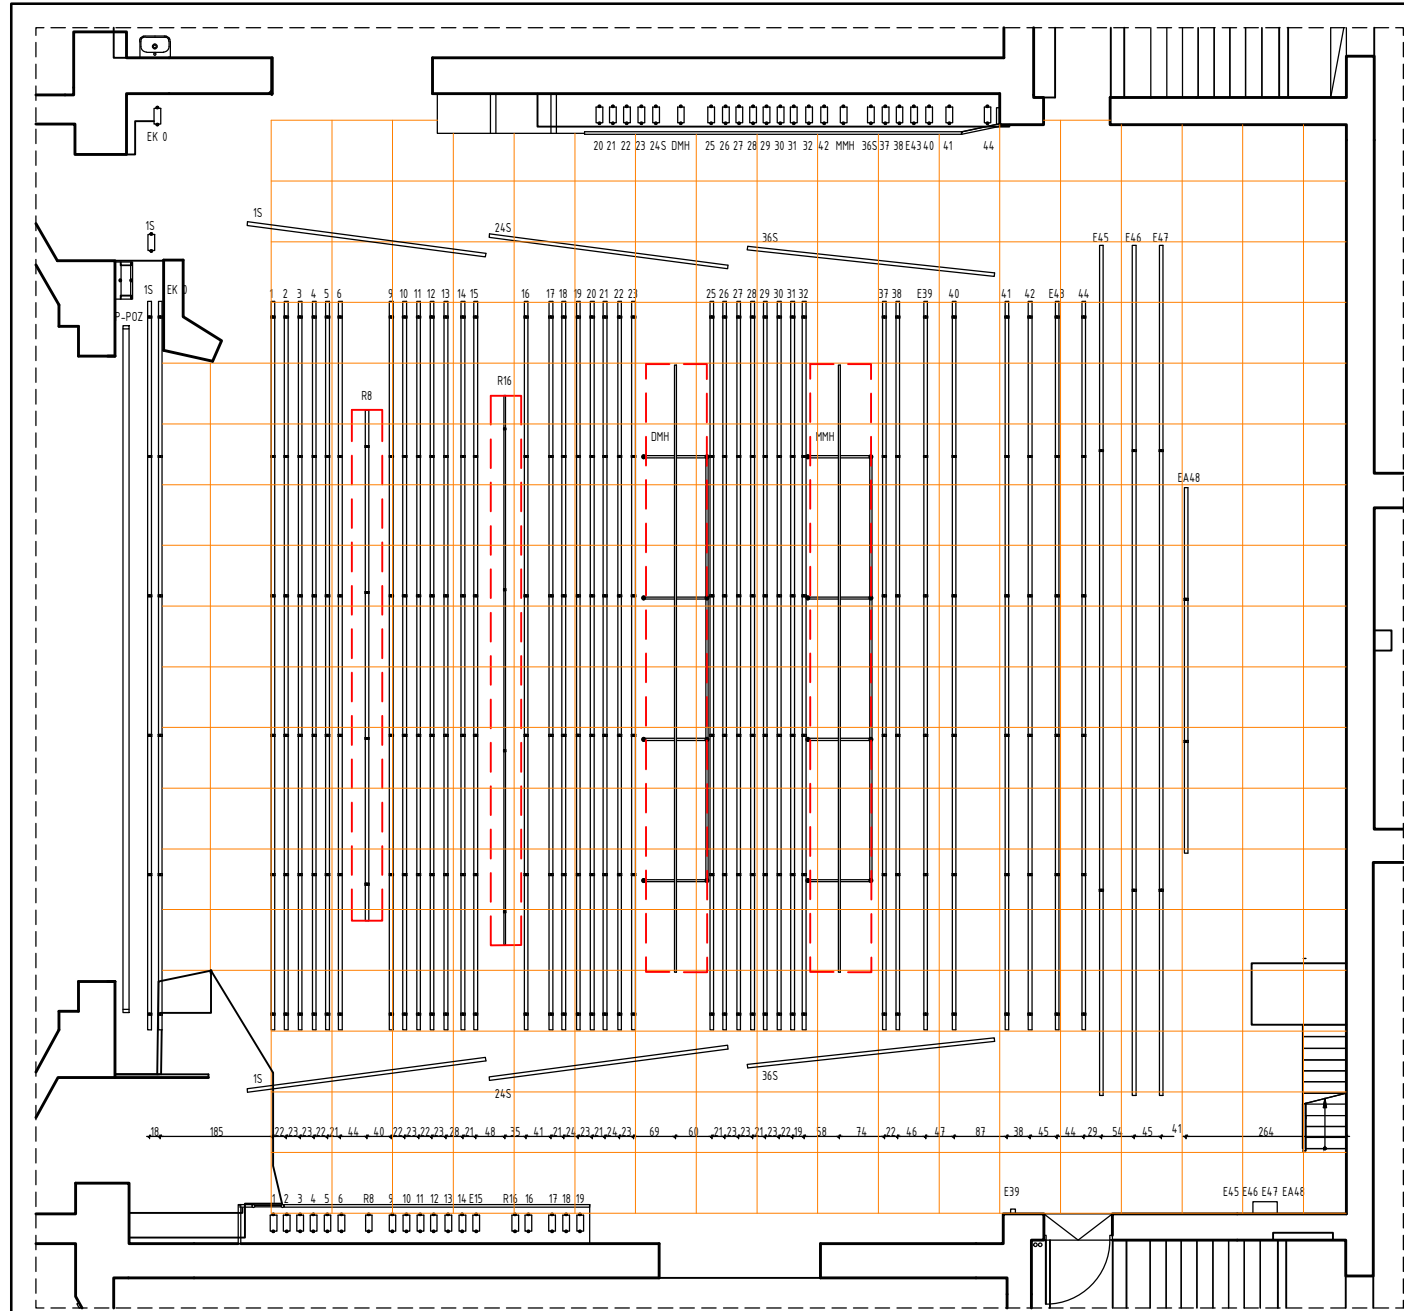 EK 0
20 21 22 23 24S DMH 25 26 27 28 29 30 31 32 42 MMH 36S 37 38 E43 40 41 44
1S
1S 24S 36S E45 E46 E47
1S EK 0 1 2 3 4 5 6 9 10 11 12 13 14 15 16 17 18 19 20 21 22 23 25 26 27 28 29 30 31 32 37 38 E39 40 41 42 E43 44
P-POZ
R8 R16
DMH MMH
EA48
1S 24S 36S
18 185 22 23 23 22 21 44 40 22 23 22 23 28 21 48 35 41 21 24 23 21 24 23 69 60 21 23 23 21 23 22 19 58 74 22 46 47 87 38 45 44 29 54 45 41 264
1 2 3 4 5 6 R8 9 10 11 12 13 14 E15 R16 16 17 18 19 E39 E45 E46 E47 EA48